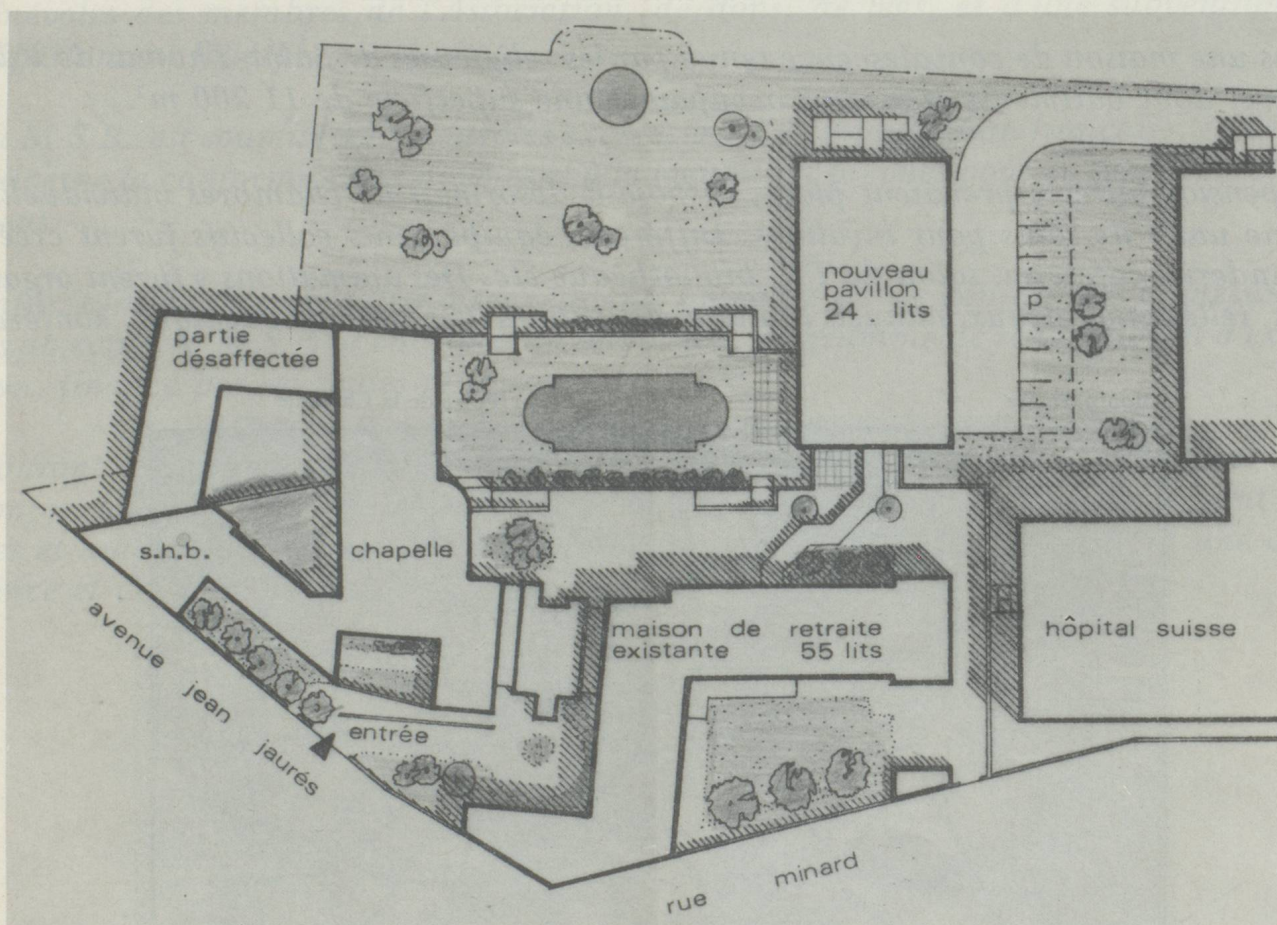 nouveau
pavillon
24 lits
P
partie
désaffectée
s.h.b.
chapelle
maison de retraite
existante 55 lits
hôpital suisse
avenue jean jaurés
entrée
rue minard